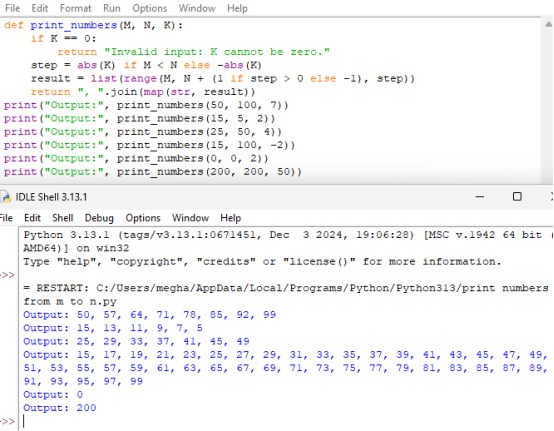 File Edit Format Run Options Window Help
def print_numbers(M, N, K):
    if K == 0:
        return "Invalid input: K cannot be zero."
    step = abs(K) if M < N else -abs(K)
    result = list(range(M, N + (1 if step > 0 else -1), step))
    return ", ".join(map(str, result))
print("Output:", print_numbers(50, 100, 7))
print("Output:", print_numbers(15, 5, 2))
print("Output:", print_numbers(25, 50, 4))
print("Output:", print_numbers(15, 100, -2))
print("Output:", print_numbers(0, 0, 2))
print("Output:", print_numbers(200, 200, 50))
IDLE Shell 3.13.1
File Edit Shell Debug Options Window Help
Python 3.13.1 (tags/v3.13.1:0671451, Dec  3 2024, 19:06:28) [MSC v.1942 64 bit (
AMD64)] on win32
Type "help", "copyright", "credits" or "license()" for more information.
>>>
= RESTART: C:/Users/megha/AppData/Local/Programs/Python/Python313/print numbers
from m to n.py
Output: 50, 57, 64, 71, 78, 85, 92, 99
Output: 15, 13, 11, 9, 7, 5
Output: 25, 29, 33, 37, 41, 45, 49
Output: 15, 17, 19, 21, 23, 25, 27, 29, 31, 33, 35, 37, 39, 41, 43, 45, 47, 49,
51, 53, 55, 57, 59, 61, 63, 65, 67, 69, 71, 73, 75, 77, 79, 81, 83, 85, 87, 89,
91, 93, 95, 97, 99
Output: 0
Output: 200
>>>